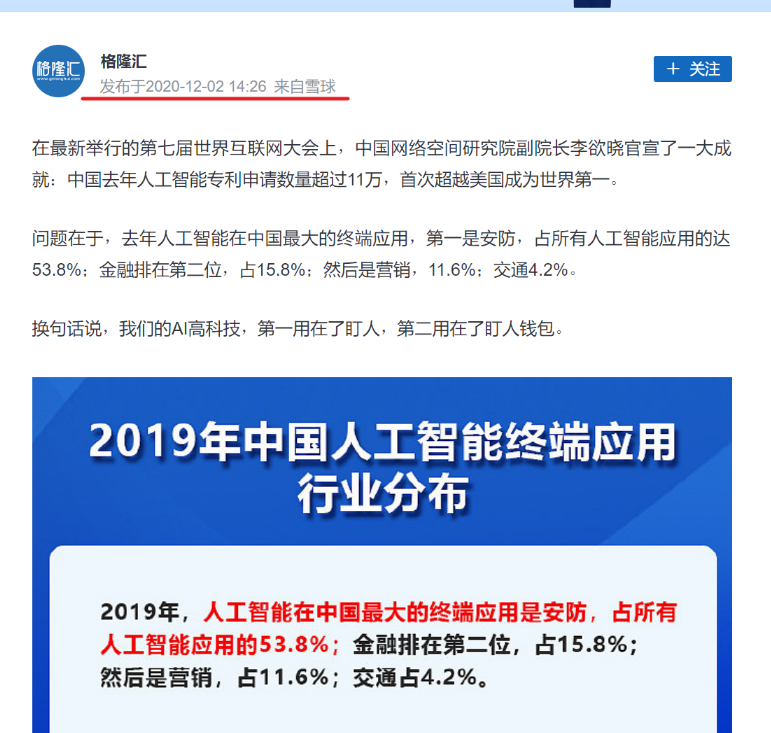 格隆汇
格隆汇
www.gelonghui.com
发布于2020-12-02 14:26 来自雪球
+ 关注
在最新举行的第七届世界互联网大会上，中国网络空间研究院副院长李欲晓官宣了一大成
就：中国去年人工智能专利申请数量超过11万，首次超越美国成为世界第一。
问题在于，去年人工智能在中国最大的终端应用，第一是安防，占所有人工智能应用的达
53.8%；金融排在第二位，占15.8%；然后是营销，11.6%；交通4.2%。
换句话说，我们的AI高科技，第一用在了盯人，第二用在了盯人钱包。
2019年中国人工智能终端应用
行业分布
2019年，人工智能在中国最大的终端应用是安防，占所有
人工智能应用的53.8%；金融排在第二位，占15.8%；
然后是营销，占11.6%；交通占4.2%。